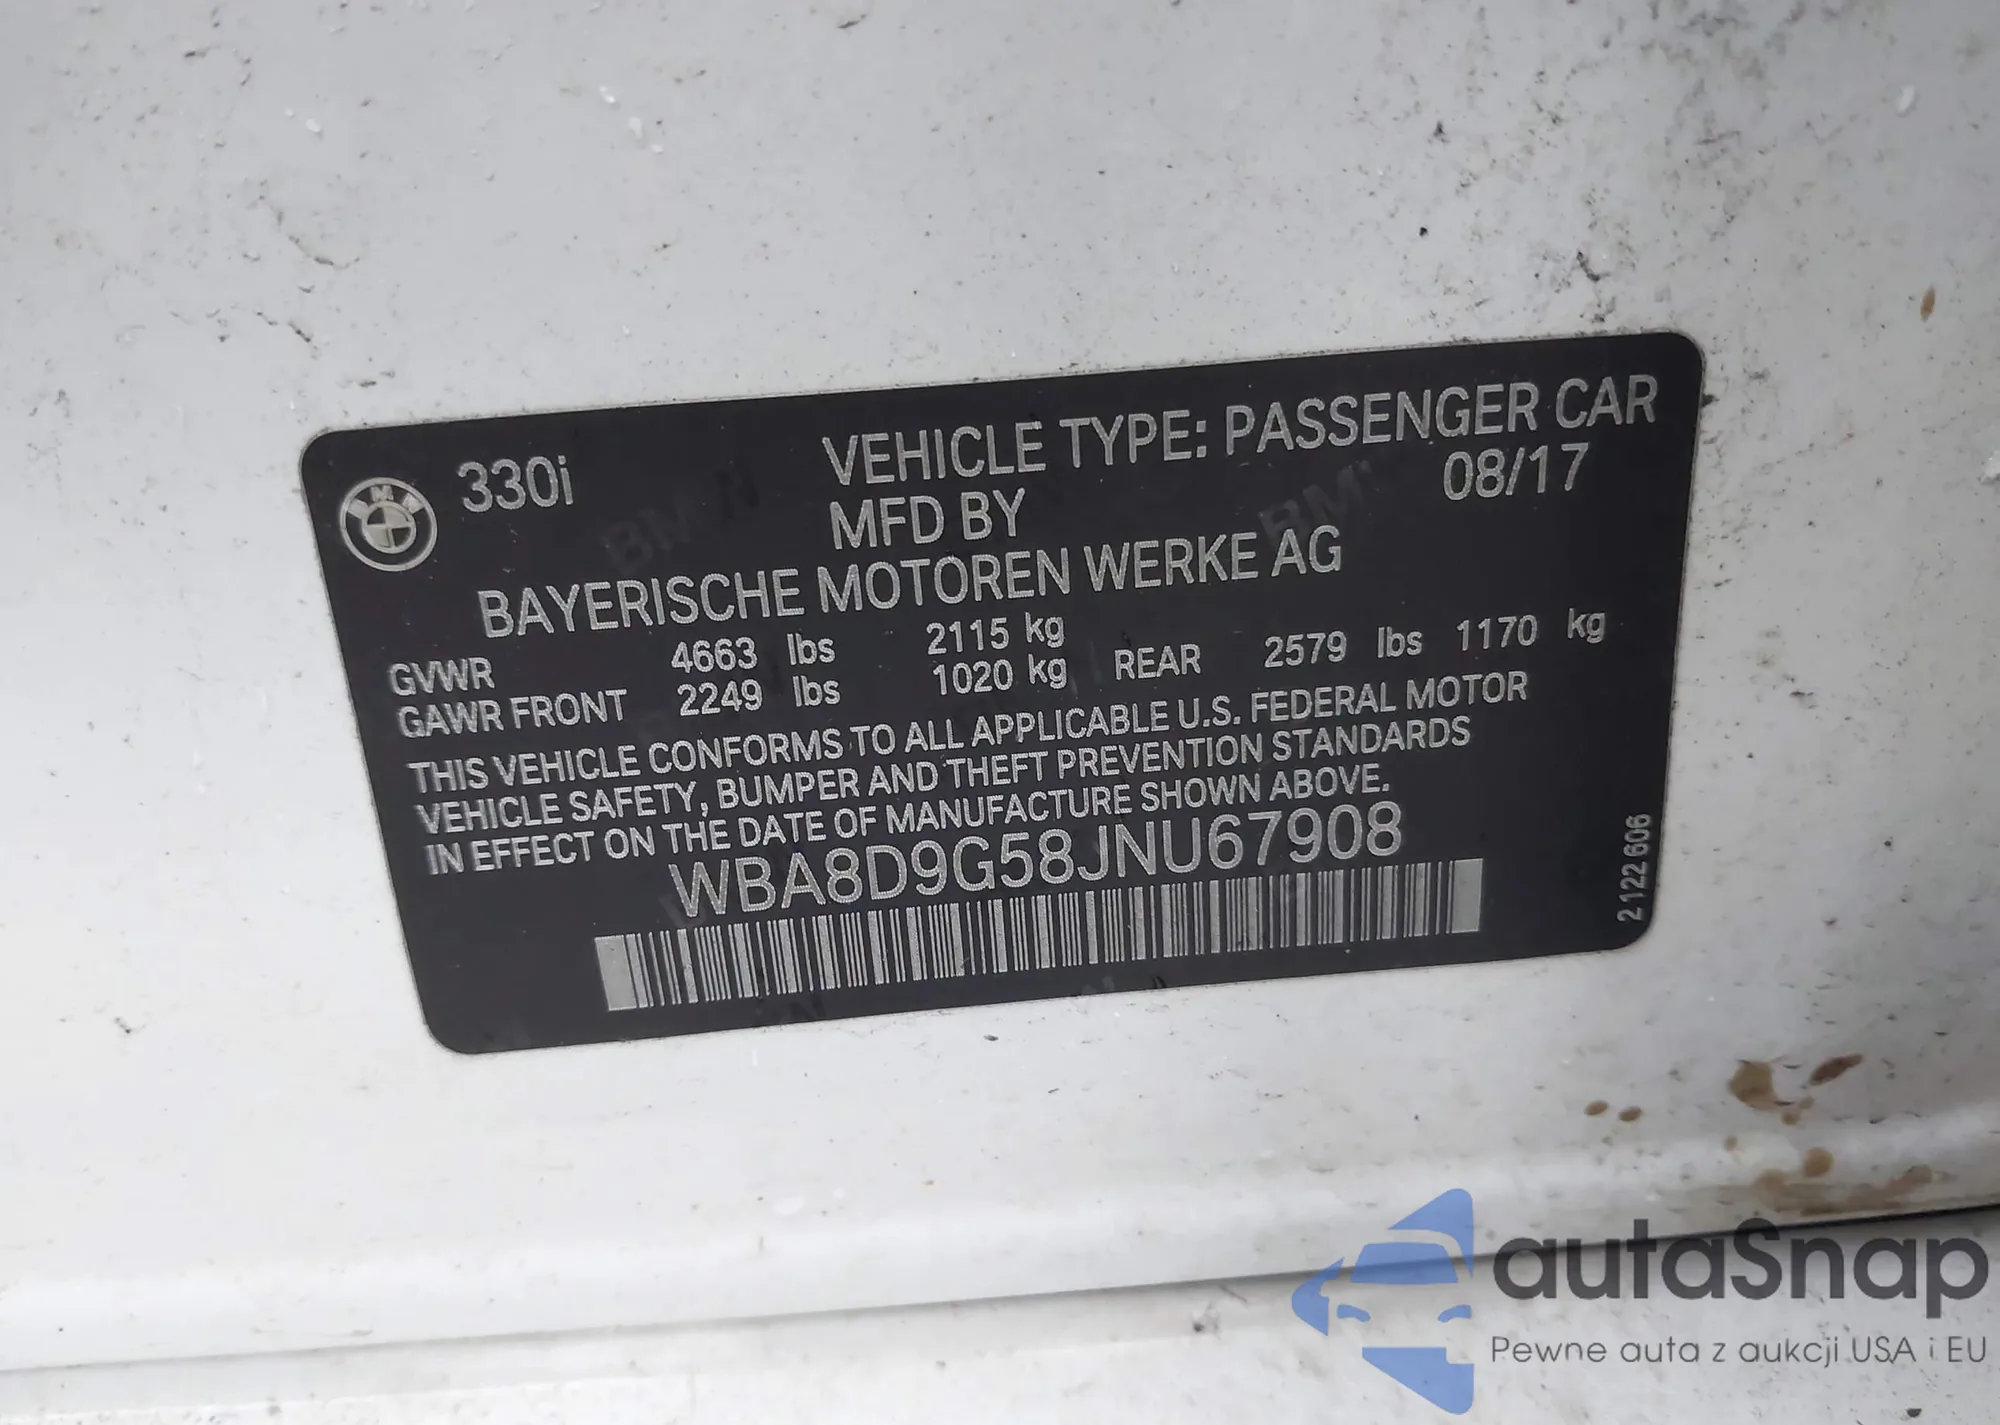 BMW
330i
VEHICLE TYPE: PASSENGER CAR
MFD BY 08/17
BAYERISCHE MOTOREN WERKE AG
GVWR 4663 lbs 2115 kg
GAWR FRONT 2249 lbs 1020 kg REAR 2579 lbs 1170 kg
THIS VEHICLE CONFORMS TO ALL APPLICABLE U.S. FEDERAL MOTOR
VEHICLE SAFETY, BUMPER AND THEFT PREVENTION STANDARDS
IN EFFECT ON THE DATE OF MANUFACTURE SHOWN ABOVE.
WBA8D9G58JNU67908
2122606
autaSnap
Pewne auta z aukcji USA i EU